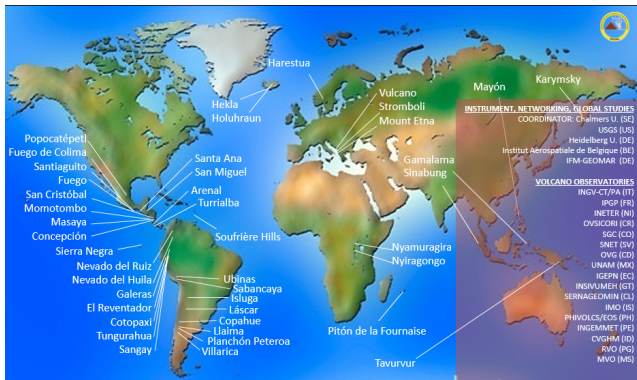 Harestua
Hekla
Holuhraun
Vulcano
Stromboli
Mount Etna
Mayón
Karymsky
Popocatépetl
Fuego de Colima
Santiaguito
Fuego
San Cristóbal
Momotombo
Masaya
Concepción
Sierra Negra
Santa Ana
San Miguel
Arenal
Turrialba
Soufrière Hills
Gamalama
Sinabung
Nyamuragira
Nyiragongo
Nevado del Ruiz
Nevado del Huila
Galeras
El Reventador
Cotopaxi
Tungurahua
Sangay
Ubinas
Sabancaya
Isluga
Láscar
Copahue
Llaima
Planchón Peteroa
Villarica
Pitón de la Fournaise
Tavurvur
INSTRUMENT, NETWORKING, GLOBAL STUDIES
COORDINATOR: Chalmers U. (SE)
USGS (US)
Heidelberg U. (DE)
Institut Aerospatiale de Belgique (BE)
IFM-GEOMAR (DE)
VOLCANO OBSERVATORIES
INGV-CT/PA (IT)
IPGP (FR)
INETER (NI)
OVSICORI (CR)
SGC (CO)
SNET (SV)
OVG (CD)
UNAM (MX)
IGEPN (EC)
INSIVUMEH (GT)
SERNAGEOMIN (CL)
IMO (IS)
PHIVOLCS/EOS (PH)
INGEMMET (PE)
CVGHM (ID)
RVO (PG)
MVO (MS)